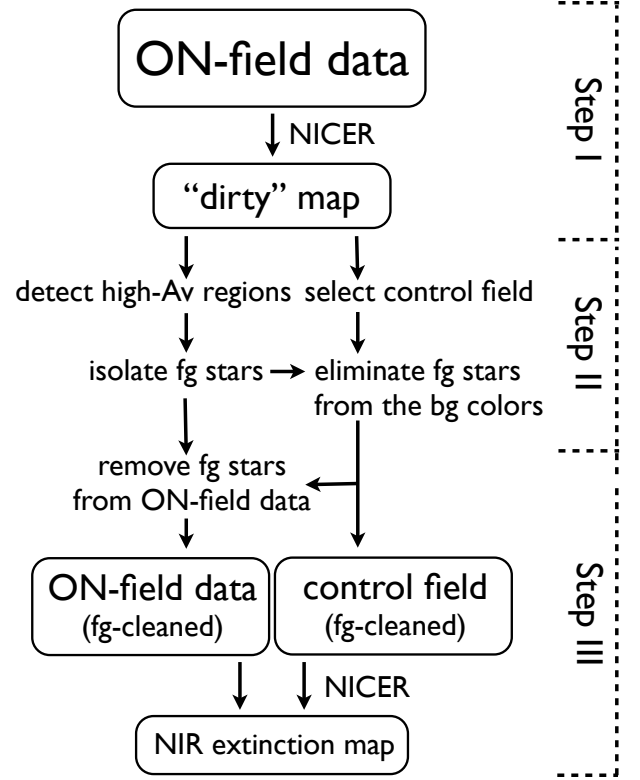 ON-field data
NICER
“dirty” map
Step I
detect high-Av regions
select control field
isolate fg stars
eliminate fg stars
from the bg colors
Step II
remove fg stars
from ON-field data
ON-field data
(fg-cleaned)
control field
(fg-cleaned)
NICER
NIR extinction map
Step III